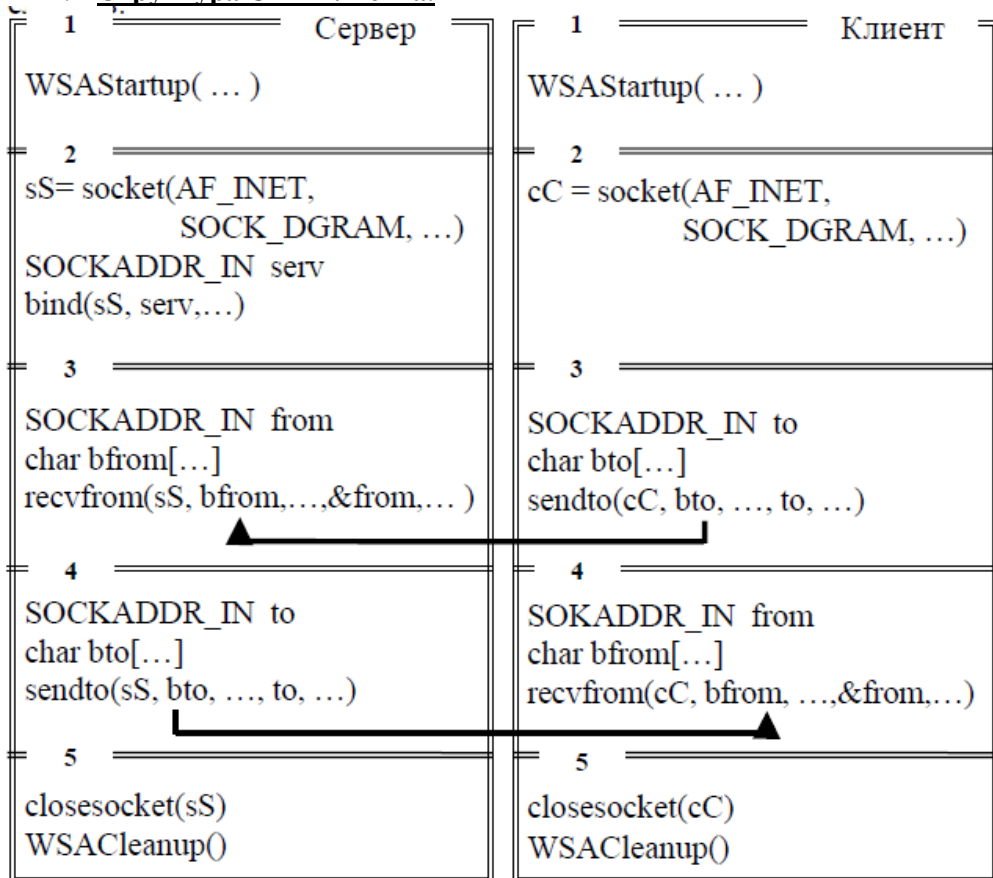 1 Сервер
WSAStartup( … )
2
sS= socket(AF_INET,
SOCK_DGRAM, …)
SOCKADDR_IN serv
bind(sS, serv,…)
3
SOCKADDR_IN from
char bfrom[…]
recvfrom(sS, bfrom,…,&from,… )
4
SOCKADDR_IN to
char bto[…]
sendto(sS, bto, …, to, …)
5
closesocket(sS)
WSACleanup()
1 Клиент
WSAStartup( … )
2
cC = socket(AF_INET,
SOCK_DGRAM, …)
3
SOCKADDR_IN to
char bto[…]
sendto(cC, bto, …, to, …)
4
SOKADDR_IN from
char bfrom[…]
recvfrom(cC, bfrom, …,&from,…)
5
closesocket(cC)
WSACleanup()